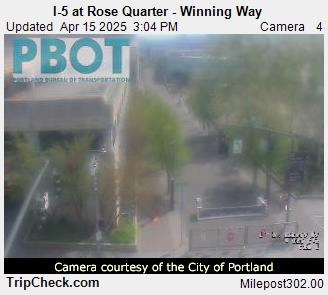 I-5 at Rose Quarter - Winning Way
Updated Apr 15 2025 3:04 PM Camera 4
PBOT
PORTLAND BUREAU OF TRANSPORTATION
Camera courtesy of the City of Portland
TripCheck.com Milepost302.00